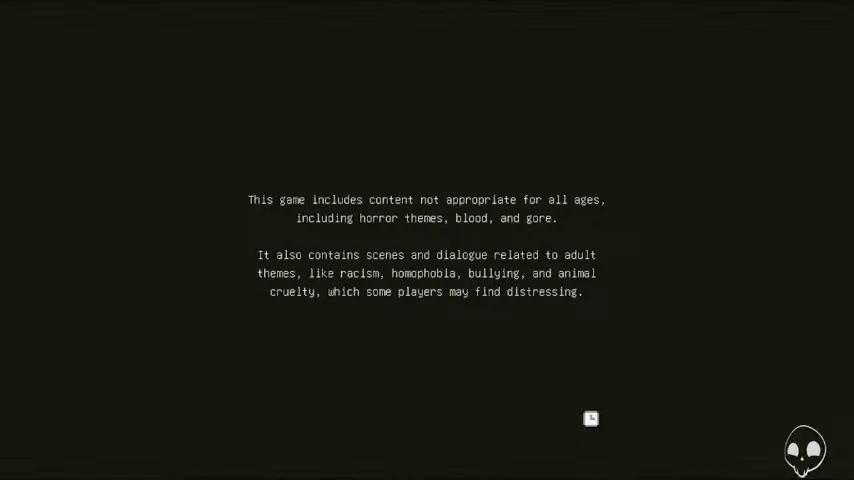 This game includes content not appropriate for all ages,
including horror themes, blood, and gore.
It also contains scenes and dialogue related to adult
themes, like racism, homophobia, bullying, and animal
cruelty, which some players may find distressing.